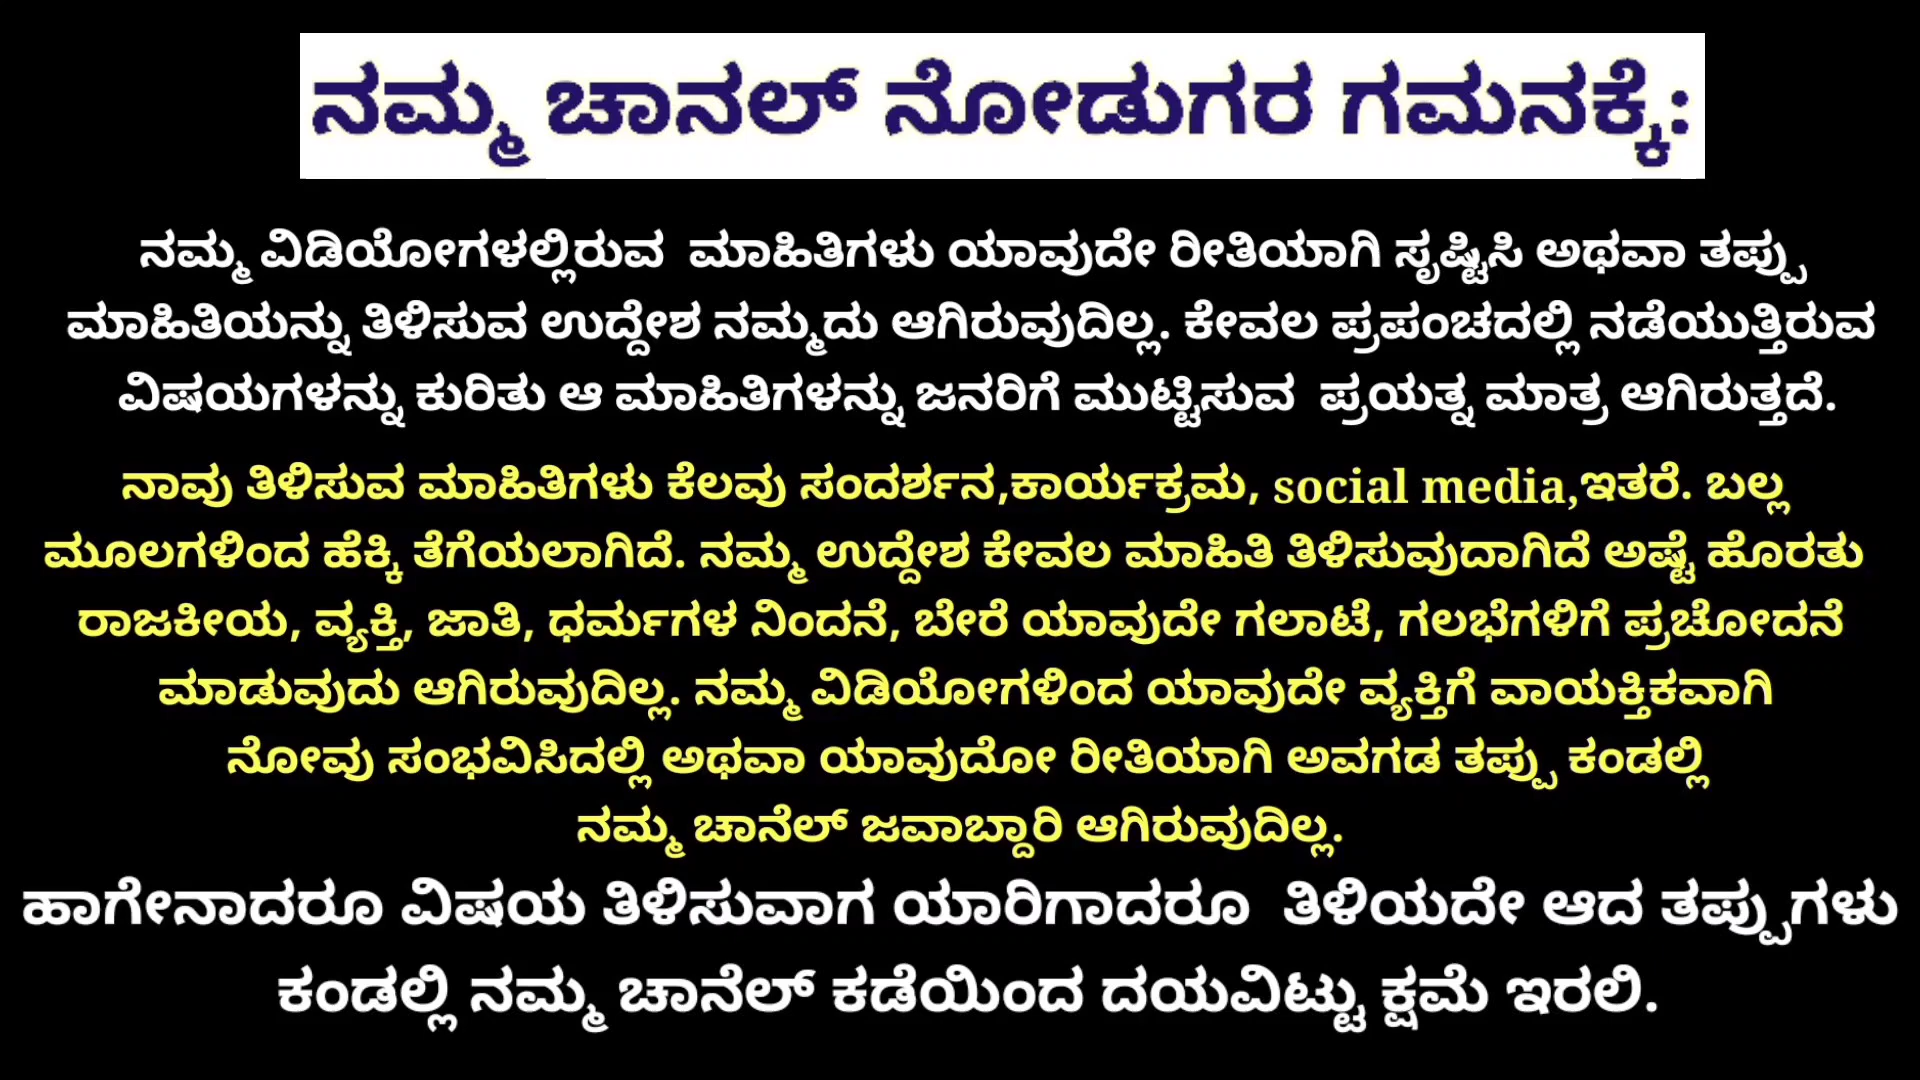 ನಮ್ಮ ಚಾನಲ್ ನೋಡುಗರ ಗಮನಕ್ಕೆ:
ನಮ್ಮ ವಿಡಿಯೋಗಳಲ್ಲಿರುವ ಮಾಹಿತಿಗಳು ಯಾವುದೇ ರೀತಿಯಾಗಿ ಸೃಷ್ಟಿಸಿ ಅಥವಾ ತಪ್ಪು
ಮಾಹಿತಿಯನ್ನು ತಿಳಿಸುವ ಉದ್ದೇಶ ನಮ್ಮದು ಆಗಿರುವುದಿಲ್ಲ. ಕೇವಲ ಪ್ರಪಂಚದಲ್ಲಿ ನಡೆಯುತ್ತಿರುವ
ವಿಷಯಗಳನ್ನು ಕುರಿತು ಆ ಮಾಹಿತಿಗಳನ್ನು ಜನರಿಗೆ ಮುಟ್ಟಿಸುವ ಪ್ರಯತ್ನ ಮಾತ್ರ ಆಗಿರುತ್ತದೆ.
ನಾವು ತಿಳಿಸುವ ಮಾಹಿತಿಗಳು ಕೆಲವು ಸಂದರ್ಶನ,ಕಾರ್ಯಕ್ರಮ, social media,ಇತರೆ. ಬಲ್ಲ
ಮೂಲಗಳಿಂದ ಹೆಕ್ಕಿ ತೆಗೆಯಲಾಗಿದೆ. ನಮ್ಮ ಉದ್ದೇಶ ಕೇವಲ ಮಾಹಿತಿ ತಿಳಿಸುವುದಾಗಿದೆ ಅಷ್ಟೆ ಹೊರತು
ರಾಜಕೀಯ, ವ್ಯಕ್ತಿ, ಜಾತಿ, ಧರ್ಮಗಳ ನಿಂದನೆ, ಬೇರೆ ಯಾವುದೇ ಗಲಾಟೆ, ಗಲಭೆಗಳಿಗೆ ಪ್ರಚೋದನೆ
ಮಾಡುವುದು ಆಗಿರುವುದಿಲ್ಲ. ನಮ್ಮ ವಿಡಿಯೋಗಳಿಂದ ಯಾವುದೇ ವ್ಯಕ್ತಿಗೆ ವಾಯಕ್ತಿಕವಾಗಿ
ನೋವು ಸಂಭವಿಸಿದಲ್ಲಿ ಅಥವಾ ಯಾವುದೋ ರೀತಿಯಾಗಿ ಅವಗಡ ತಪ್ಪು ಕಂಡಲ್ಲಿ
ನಮ್ಮ ಚಾನೆಲ್ ಜವಾಬ್ದಾರಿ ಆಗಿರುವುದಿಲ್ಲ.
ಹಾಗೇನಾದರೂ ವಿಷಯ ತಿಳಿಸುವಾಗ ಯಾರಿಗಾದರೂ ತಿಳಿಯದೇ ಆದ ತಪ್ಪುಗಳು
ಕಂಡಲ್ಲಿ ನಮ್ಮ ಚಾನೆಲ್ ಕಡೆಯಿಂದ ದಯವಿಟ್ಟು ಕ್ಷಮೆ ಇರಲಿ.